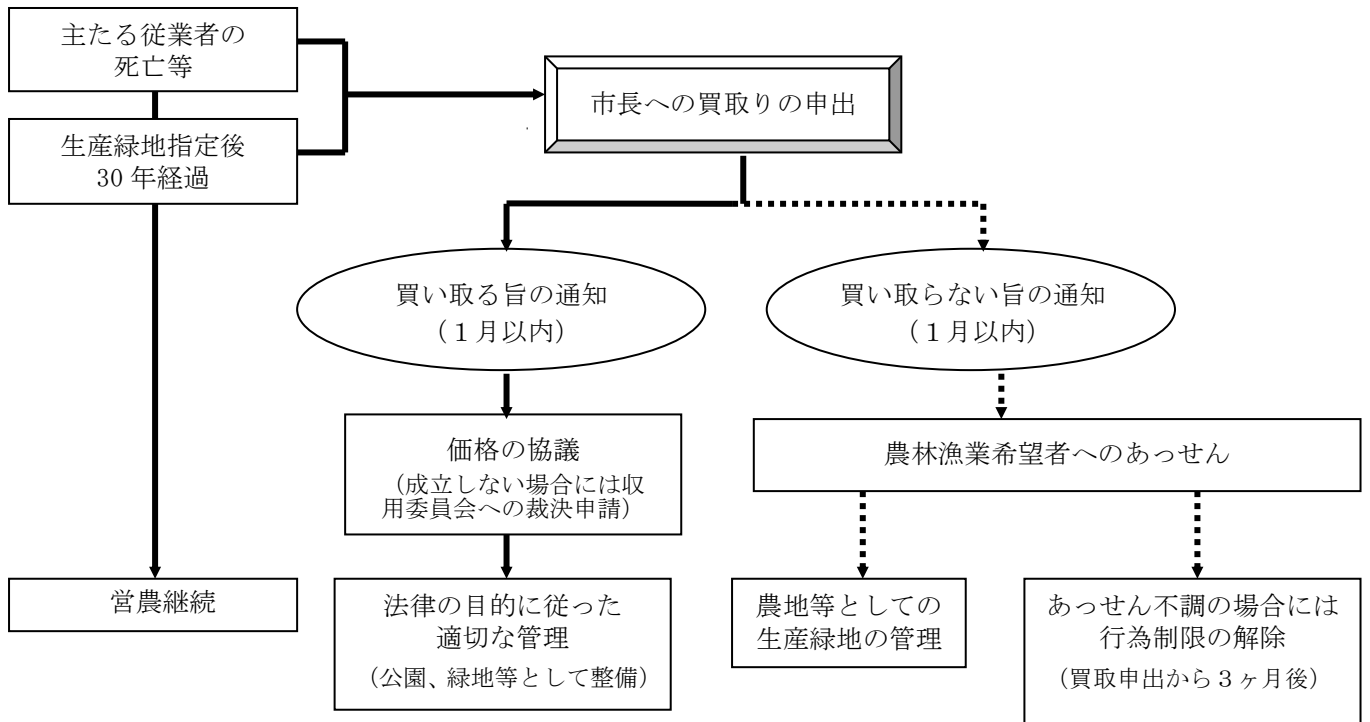 主たる従業者の
死亡等
市長への買取りの申出
生産緑地指定後
30 年経過
買い取る旨の通知
（１月以内）
買い取らない旨の通知
（１月以内）
価格の協議
（成立しない場合には収
用委員会への裁決申請）
農林漁業希望者へのあっせん
営農継続
法律の目的に従った
適切な管理
（公園、緑地等として整備）
農地等としての
生産緑地の管理
あっせん不調の場合には
行為制限の解除
（買取申出から３ヶ月後）